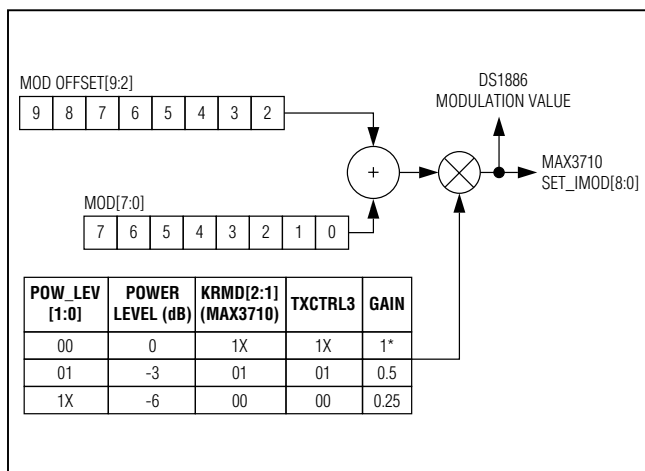 MOD OFFSET[9:2]
9 8 7 6 5 4 3 2
DS1886
MODULATION VALUE
+
MAX3710
SET_IMOD[8:0]
MOD[7:0]
7 6 5 4 3 2 1 0
POW_LEV [1:0] POWER LEVEL (dB) KRMD[2:1] (MAX3710) TXCTRL3 GAIN
00 0 1X 1X 1*
01 -3 01 01 0.5
1X -6 00 00 0.25